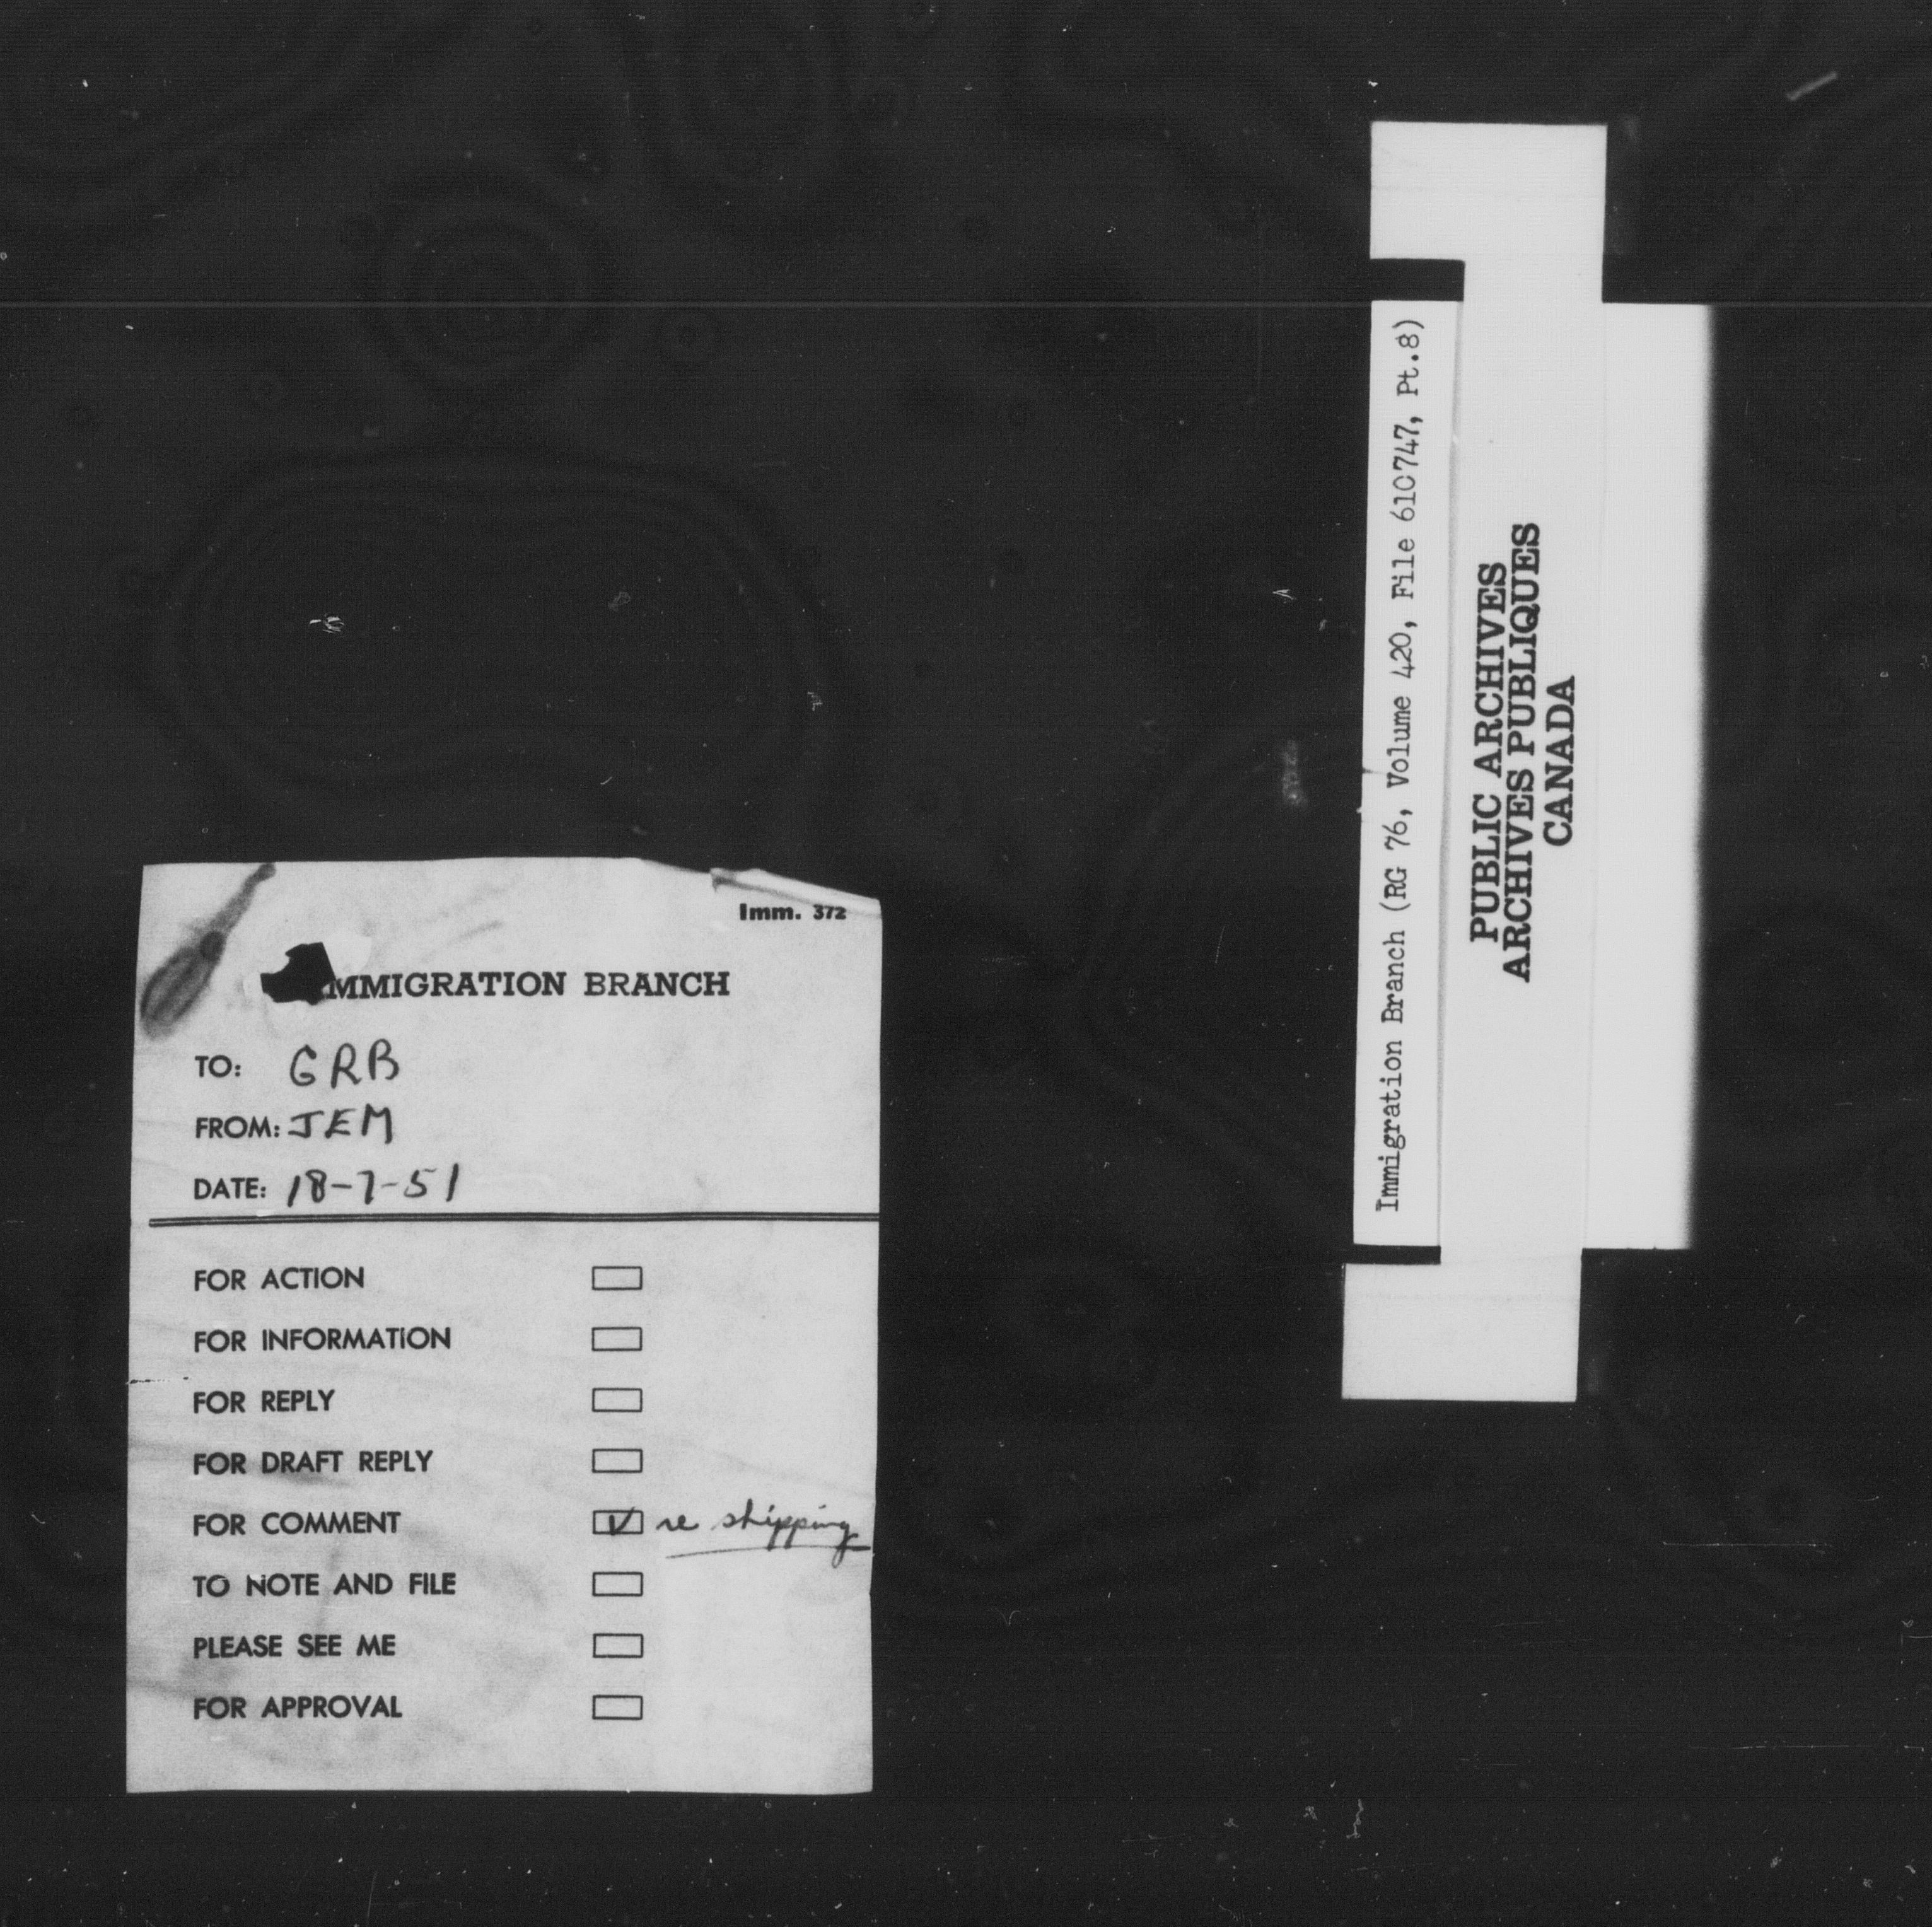 Imm. 372
MMIGRATION BRANCH
TO: GRB
FROM: JEM
DATE: 18-7-51
FOR ACTION
FOR INFORMATION
FOR REPLY
FOR DRAFT REPLY
FOR COMMENT re shipping
TO NOTE AND FILE
PLEASE SEE ME
FOR APPROVAL
Immigration Branch (RG 76, Volume 420, File 610747, Pt.8)
PUBLIC ARCHIVES
ARCHIVES PUBLIQUES
CANADA